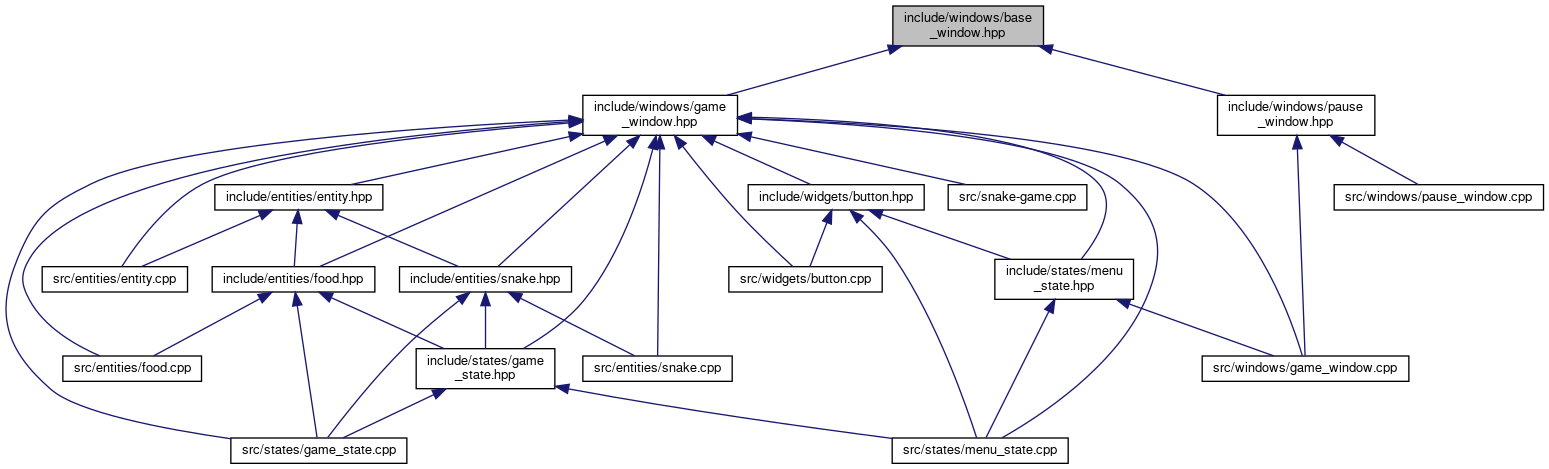 include/windows/base
_window.hpp
include/windows/game
_window.hpp
include/windows/pause
_window.hpp
include/entities/entity.hpp
include/widgets/button.hpp
src/snake-game.cpp
src/windows/pause_window.cpp
src/entities/entity.cpp
include/entities/food.hpp
include/entities/snake.hpp
src/widgets/button.cpp
include/states/menu
_state.hpp
src/entities/food.cpp
include/states/game
_state.hpp
src/entities/snake.cpp
src/windows/game_window.cpp
src/states/game_state.cpp
src/states/menu_state.cpp